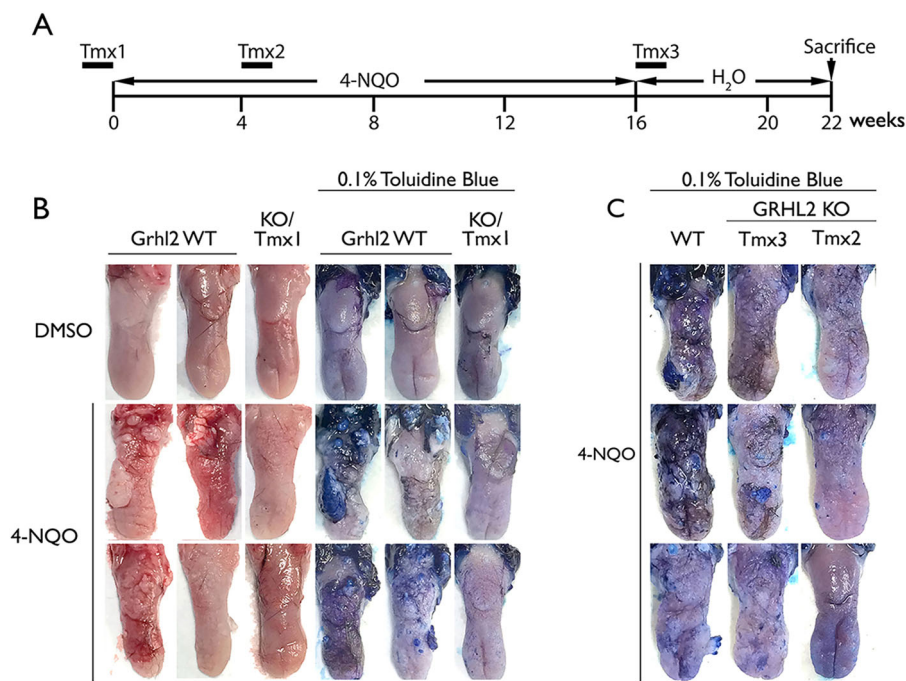 A
Tmx1
Tmx2
Tmx3
Sacrifice
4-NQO
H₂O
0
4
8
12
16
20
22
weeks
0.1% Toluidine Blue
B
Grhl2 WT
KO/
Tmx1
Grhl2 WT
KO/
Tmx1
DMSO
4-NQO
0.1% Toluidine Blue
C
GRHL2 KO
WT
Tmx3
Tmx2
4-NQO